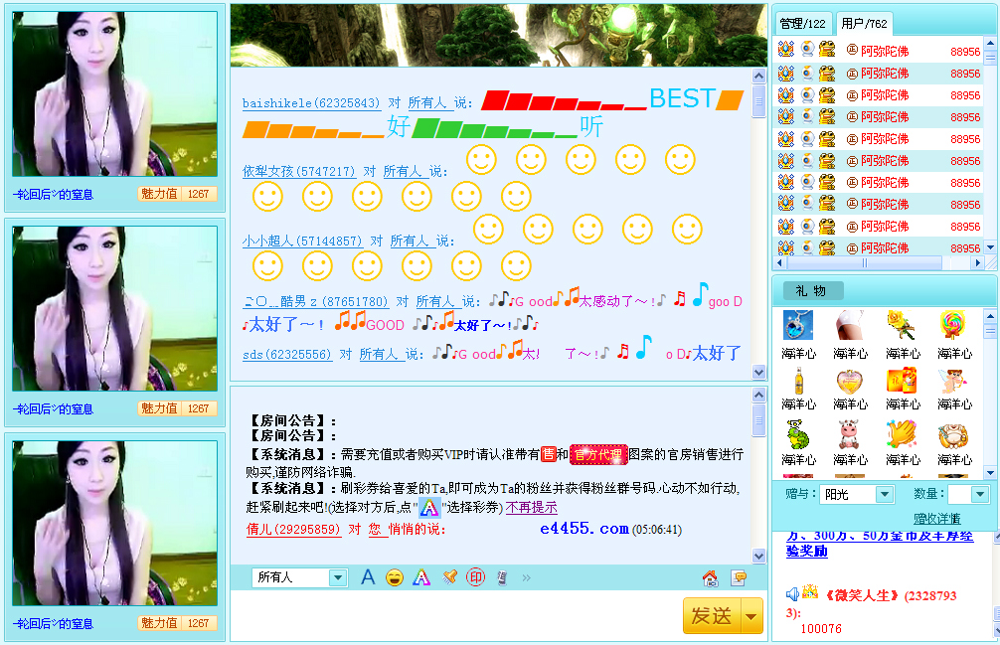 一轮回后ゾ的窒息
魅力值 1267
一轮回后ゾ的窒息
魅力值 1267
一轮回后ゾ的窒息
魅力值 1267
baishikele(62325843) 对 所有人 说: BEST
好 听
依犁女孩(5747217) 对 所有人 说:
小小超人(57144857) 对 所有人 说:
酷男z(87651780) 对 所有人 说: ♪♪♪G ood♪♫太感动了～!♪ ♫ ♪goo D
♪太好了～! ♫♫GOOD ♪♪♪♫太好了～!♪♪♪
sds(62325556) 对 所有人 说: ♪♪♪G ood♪♫太! 了～!♪ ♫ ♪ o D♪太好了
【房间公告】:
【房间公告】:
【系统消息】: 需要充值或者购买VIP时请认准带有售和官方代理图案的官房销售进行
购买,谨防网络诈骗.
【系统消息】: 刷彩券给喜爱的Ta,即可成为Ta的粉丝并获得粉丝群号码.心动不如行动,
赶紧刷起来吧!(选择对方后,点"A"选择彩券) 不再提示
倩儿(29295859) 对 您 悄悄的说: e4455.com (05:06:41)
所有人 A A 印 »
发送
管理/122 用户/762
正 阿弥陀佛 88956
正 阿弥陀佛 88956
正 阿弥陀佛 88956
正 阿弥陀佛 88956
正 阿弥陀佛 88956
正 阿弥陀佛 88956
正 阿弥陀佛 88956
正 阿弥陀佛 88956
正 阿弥陀佛 88956
正 阿弥陀佛 88956
礼 物
海洋心 海洋心 海洋心 海洋心
海洋心 海洋心 海洋心 海洋心
海洋心 海洋心 海洋心 海洋心
赠与: 阳光 数量:
赠收详情
万、300万、50万金币及丰厚经
验奖励
《微笑人生》(2328793
3):
100076